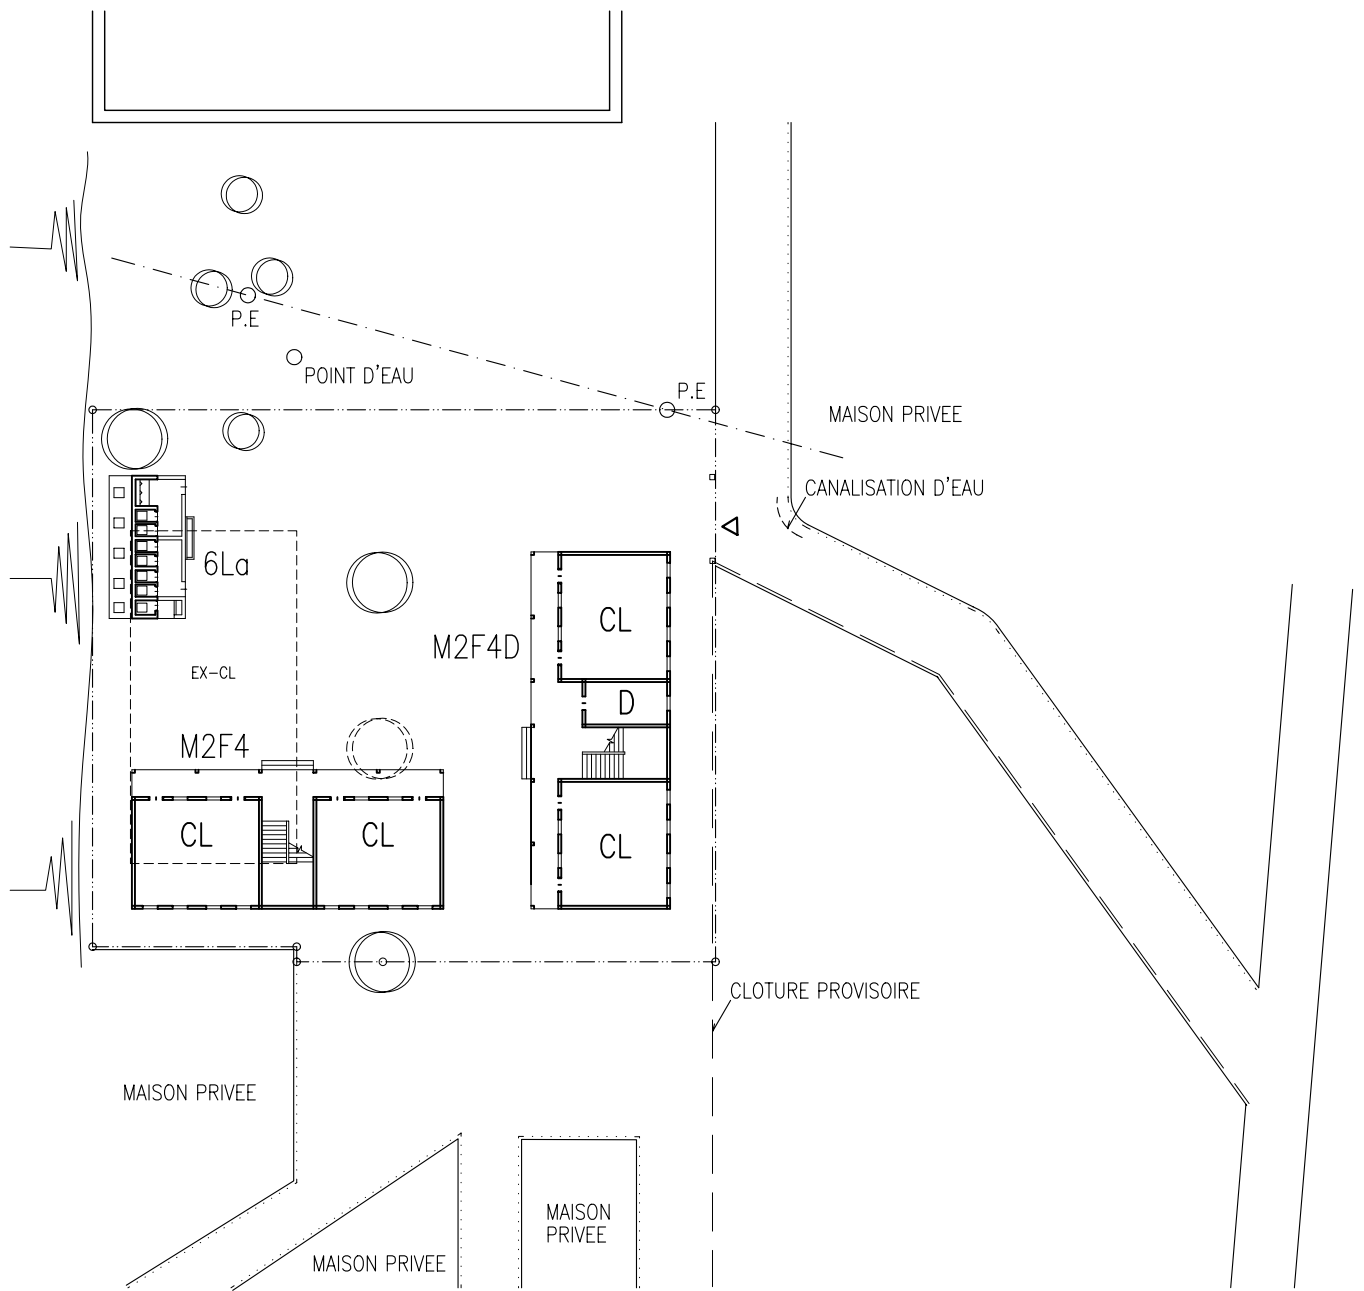 P.E
POINT D'EAU
P.E
MAISON PRIVEE
CANALISATION D'EAU
6La
CL
M2F4D
EX-CL
D
M2F4
CL
CL
CL
CLOTURE PROVISOIRE
MAISON PRIVEE
MAISON
PRIVEE
MAISON PRIVEE